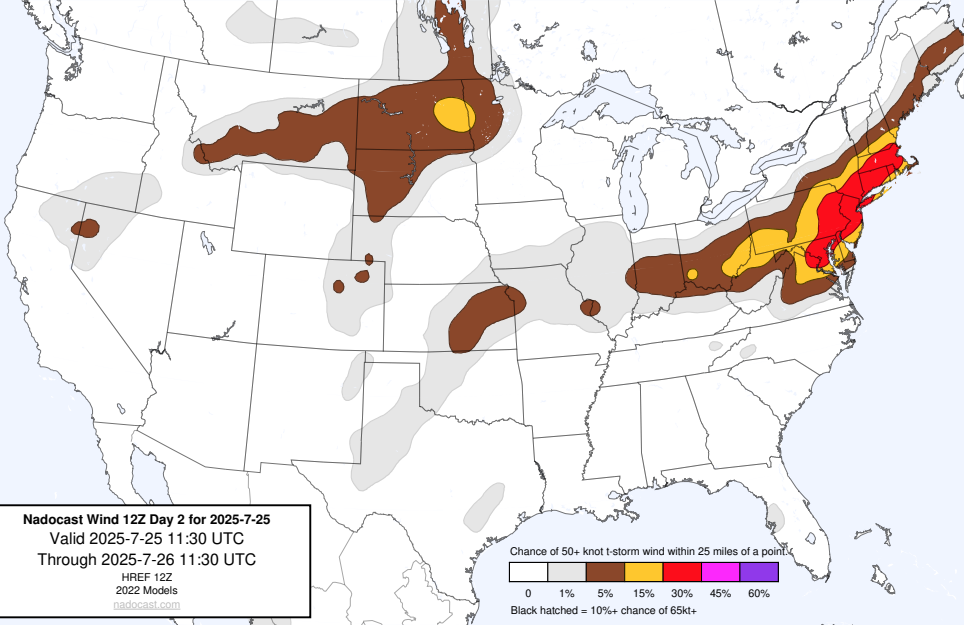 Nadocast Wind 12Z Day 2 for 2025-7-25
Valid 2025-7-25 11:30 UTC
Through 2025-7-26 11:30 UTC
HREF 12Z
2022 Models
nadocast.com
Chance of 50+ knot t-storm wind within 25 miles of a point.
0 1% 5% 15% 30% 45% 60%
Black hatched = 10%+ chance of 65kt+